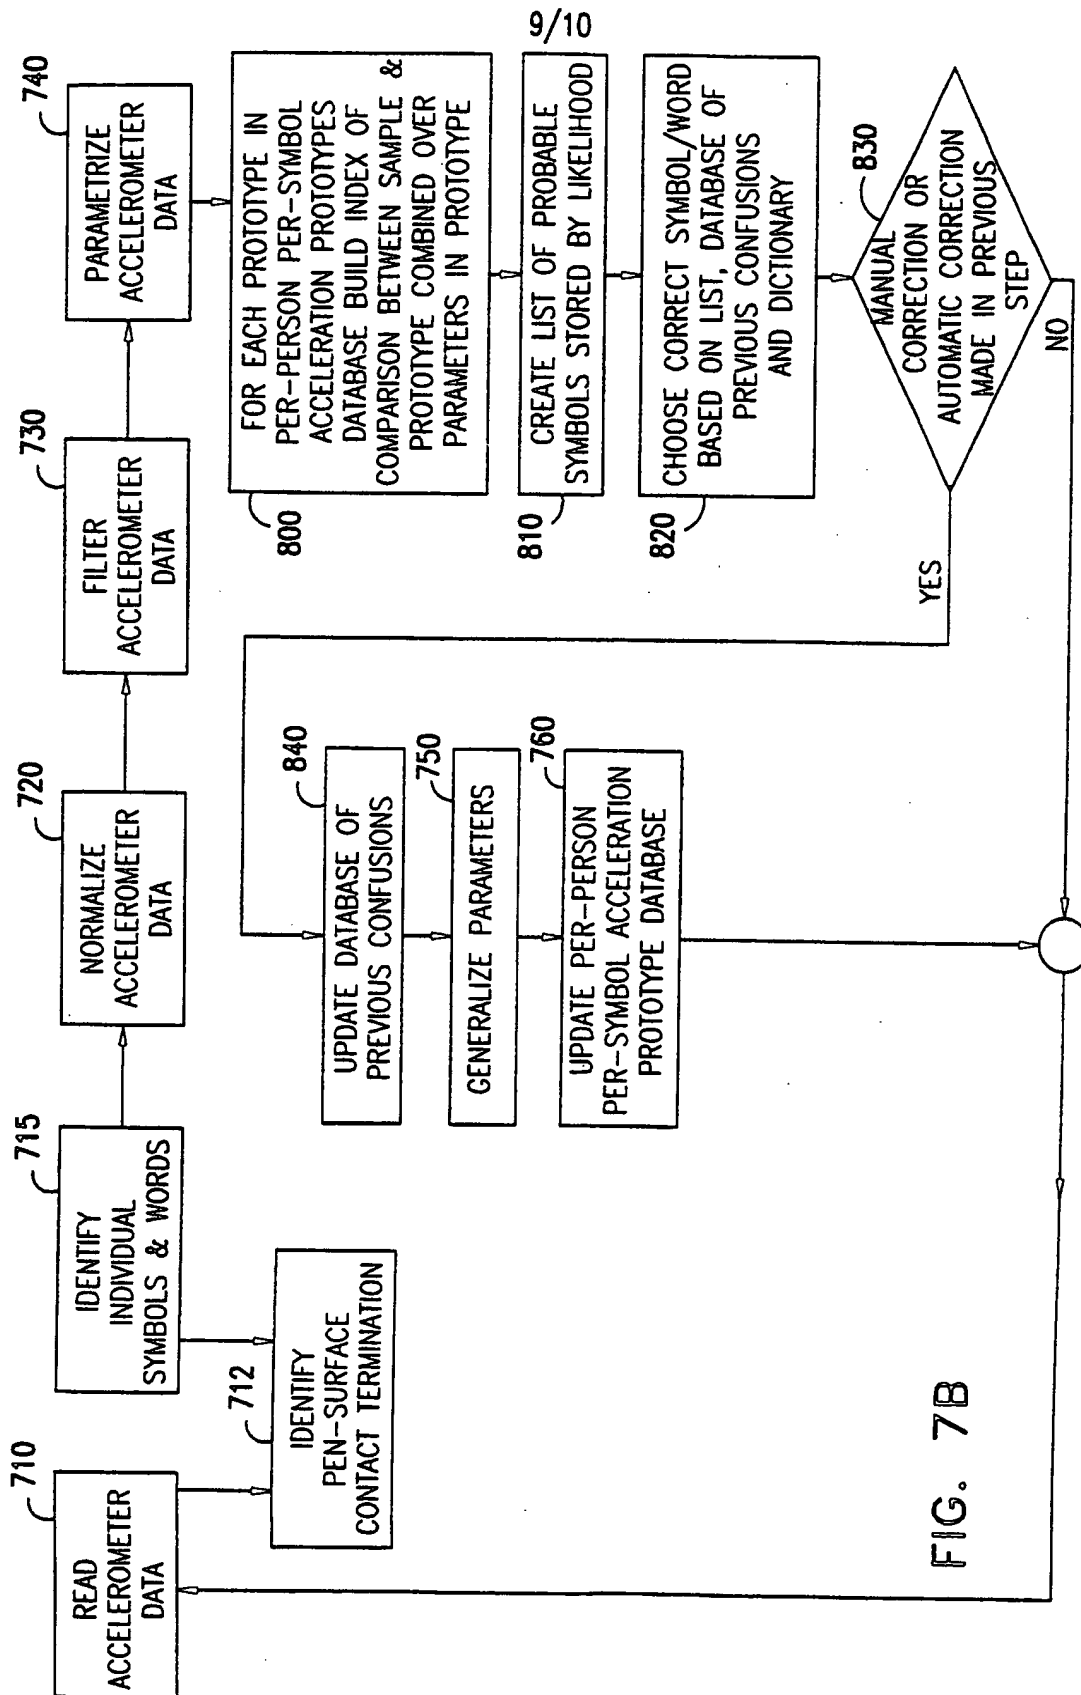 9/10
710
READ
ACCELEROMETER
DATA
712
IDENTIFY
PEN-SURFACE
CONTACT TERMINATION
715
IDENTIFY
INDIVIDUAL
SYMBOLS & WORDS
720
NORMALIZE
ACCELEROMETER
DATA
730
FILTER
ACCELEROMETER
DATA
740
PARAMETRIZE
ACCELEROMETER
DATA
800
FOR EACH PROTOTYPE IN
PER-PERSON PER-SYMBOL
ACCELERATION PROTOTYPES
DATABASE BUILD INDEX OF
COMPARISON BETWEEN SAMPLE &
PROTOTYPE COMBINED OVER
PARAMETERS IN PROTOTYPE
810
CREATE LIST OF PROBABLE
SYMBOLS STORED BY LIKELIHOOD
820
CHOOSE CORRECT SYMBOL/WORD
BASED ON LIST, DATABASE OF
PREVIOUS CONFUSIONS
AND DICTIONARY
830
MANUAL
CORRECTION OR
AUTOMATIC CORRECTION
MADE IN PREVIOUS
STEP
YES
NO
840
UPDATE DATABASE OF
PREVIOUS CONFUSIONS
750
GENERALIZE PARAMETERS
760
UPDATE PER-PERSON
PER-SYMBOL ACCELERATION
PROTOTYPE DATABASE
FIG. 7B